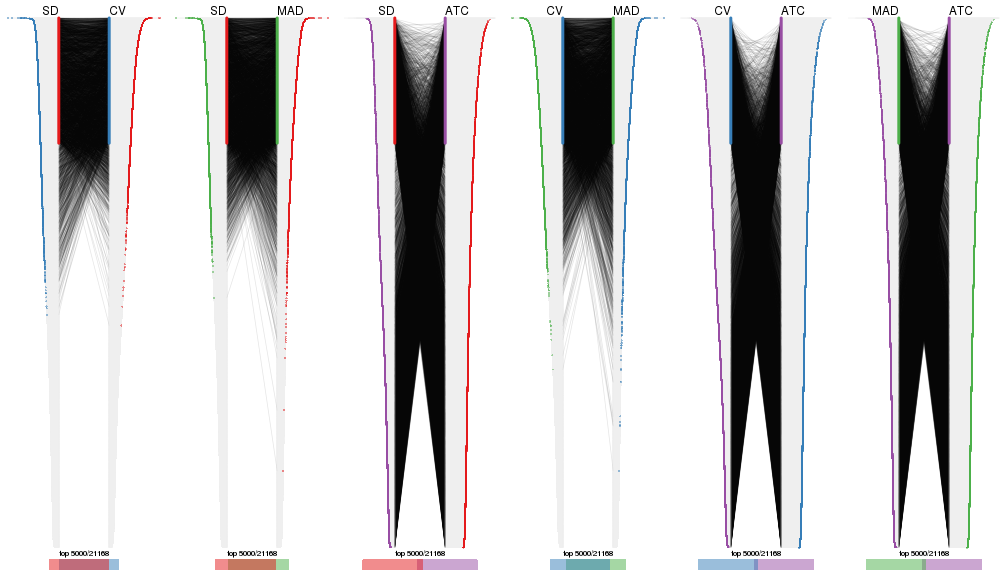 SD CV
SD MAD
SD ATC
CV MAD
CV ATC
MAD ATC
top 5000/21168
top 5000/21168
top 5000/21168
top 5000/21168
top 5000/21168
top 5000/21168